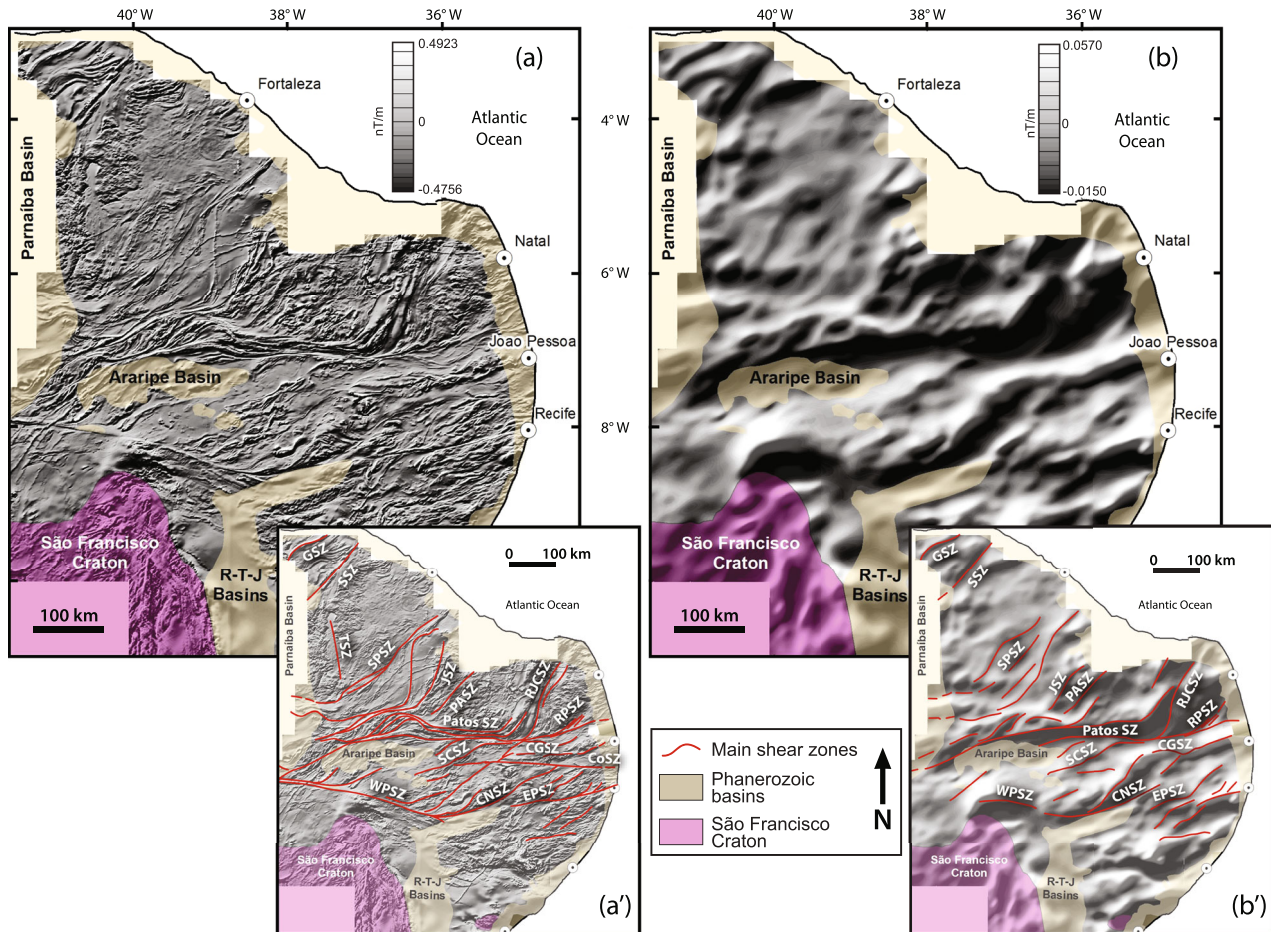 40°W
38°W
36°W
40°W
38°W
36°W
0.4923
0
-0.4756
nT/m
(a)
Fortaleza
Atlantic
Ocean
Parnaíba Basin
Natal
Joao Pessoa
Araripe Basin
Recife
São Francisco
Craton
R-T-J
Basins
100 km
4°W
6°W
8°W
0.0570
0
-0.0150
nT/m
(b)
Fortaleza
Atlantic
Ocean
Parnaíba Basin
Natal
Joao Pessoa
Araripe Basin
Recife
São Francisco
Craton
R-T-J
Basins
100 km
GSZ
SSZ
0 100 km
Atlantic Ocean
Parnaiba Basin
TSZ
SPSZ
JSZ
PASZ
RJCSZ
RPSZ
Patos SZ
Araripe Basin
SCSZ
CGSZ
CoSZ
WPSZ
CNSZ
EPSZ
São Francisco
Craton
R-T-J
Basins
(a’)
Main shear zones
Phanerozoic
basins
São Francisco
Craton
N
GSZ
SSZ
0 100 km
Atlantic Ocean
Parnaiba Basin
SPSZ
JSZ
PASZ
RJCSZ
RPSZ
Patos SZ
Araripe Basin
SCSZ
CGSZ
WPSZ
CNSZ
EPSZ
São Francisco
Craton
R-T-J
Basins
(b’)